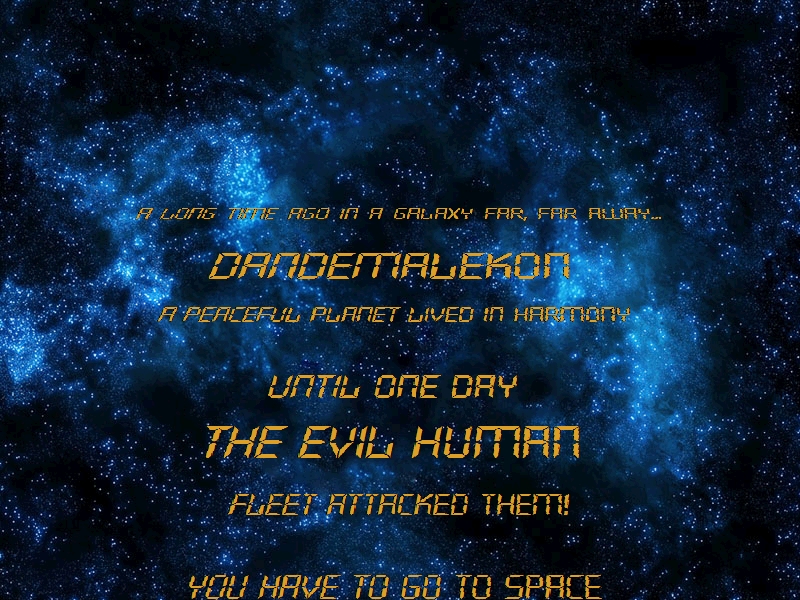 A LONG TIME AGO IN A GALAXY FAR, FAR AWAY...
DANDEMALEKON
A PEACEFUL PLANET LIVED IN HARMONY
UNTIL ONE DAY
THE EVIL HUMAN
FLEET ATTACKED THEM!
YOU HAVE TO GO TO SPACE